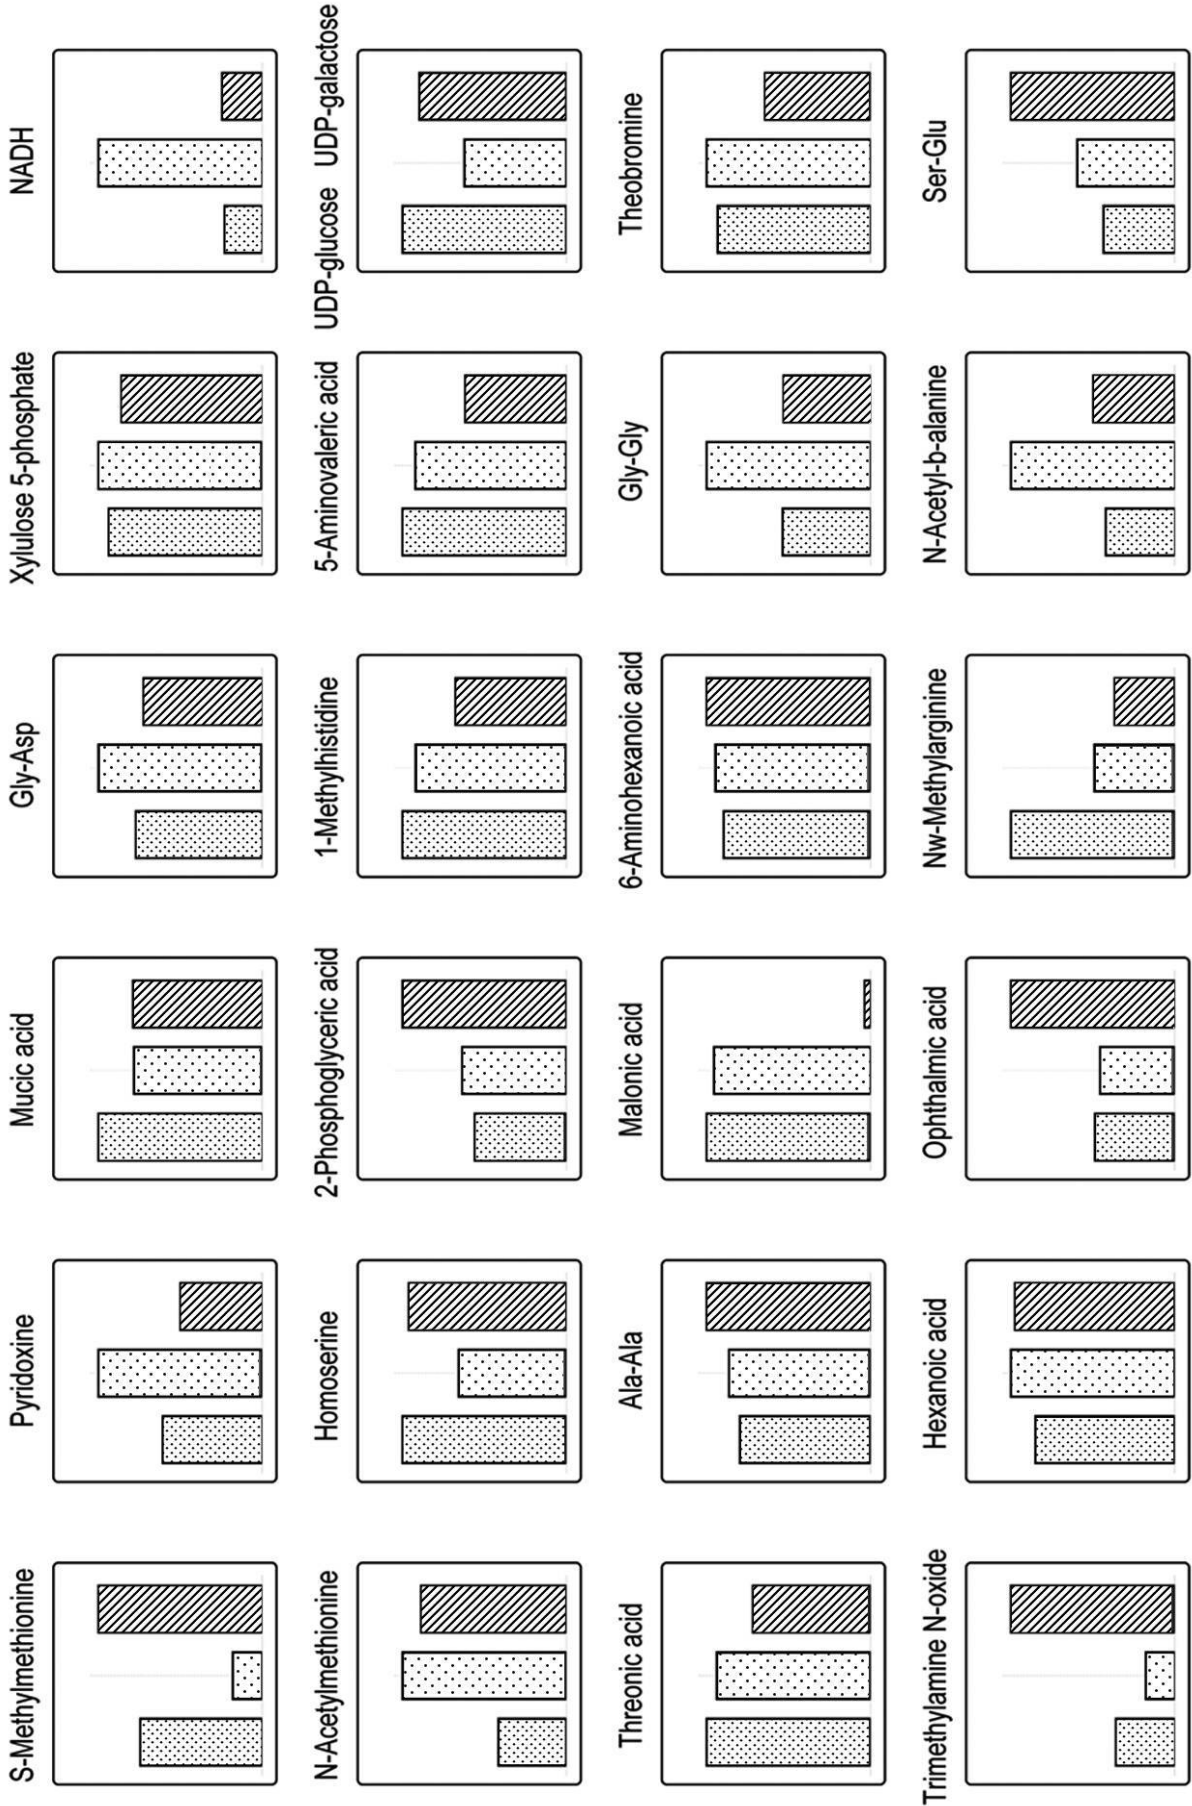 S-Methylmethionine
Pyridoxine
Mucic acid
Gly-Asp
Xylulose 5-phosphate
NADH
N-Acetylmethionine
Homoserine
2-Phosphoglyceric acid
1-Methylhistidine
5-Aminovaleric acid
UDP-glucose UDP-galactose
Threonic acid
Ala-Ala
Malonic acid
6-Aminohexanoic acid
Gly-Gly
Theobromine
Trimethylamine N-oxide
Hexanoic acid
Ophthalmic acid
Nw-Methylarginine
N-Acetyl-b-alanine
Ser-Glu